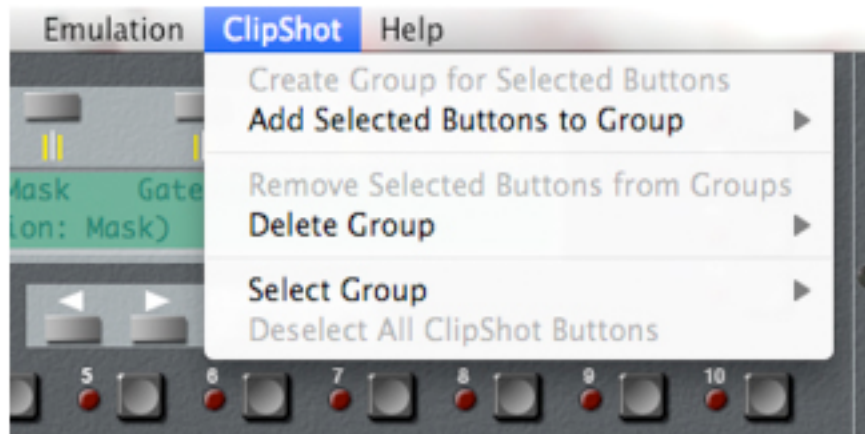 Emulation ClipShot Help
Create Group for Selected Buttons
Add Selected Buttons to Group
Mask Gate
Remove Selected Buttons from Groups
ion: Mask)
Delete Group
Select Group
Deselect All ClipShot Buttons
5 6 7 8 9 10